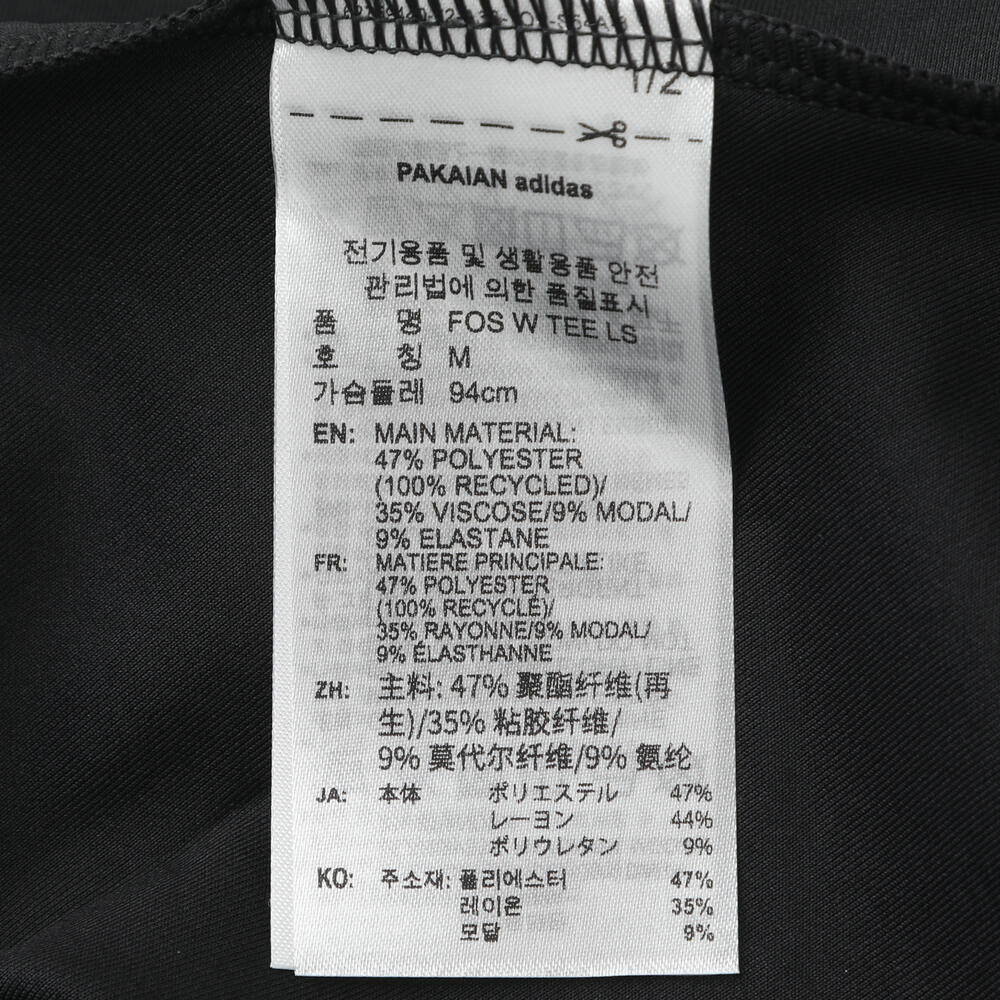 1/2
PAKAIAN adidas
전기용품 및 생활용품 안전
관리법에 의한 품질표시
품 명 FOS W TEE LS
호 칭 M
가슴둘레 94cm
EN: MAIN MATERIAL:
47% POLYESTER
(100% RECYCLED)/
35% VISCOSE/9% MODAL/
9% ELASTANE
FR: MATIERE PRINCIPALE:
47% POLYESTER
(100% RECYCLÉ)/
35% RAYONNE/9% MODAL/
9% ÉLASTHANNE
ZH: 主料: 47% 聚酯纤维(再
生)/35% 粘胶纤维/
9% 莫代尔纤维/9% 氨纶
JA: 本体 ポリエステル 47%
レーヨン 44%
ポリウレタン 9%
KO: 주소재: 폴리에스터 47%
레이온 35%
모달 9%